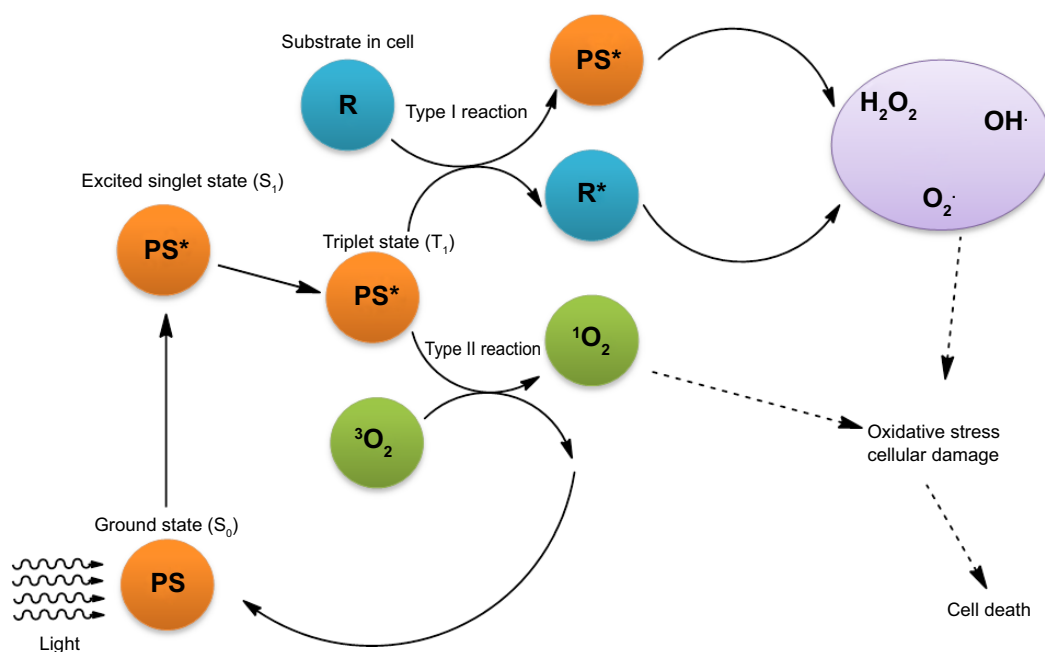 Substrate in cell
R
PS*
Type I reaction
H₂O₂
OH·
O₂·
R*
Excited singlet state (S₁)
PS*
Triplet state (T₁)
PS*
Type II reaction
¹O₂
³O₂
Oxidative stress
cellular damage
Ground state (S₀)
PS
Light
Cell death